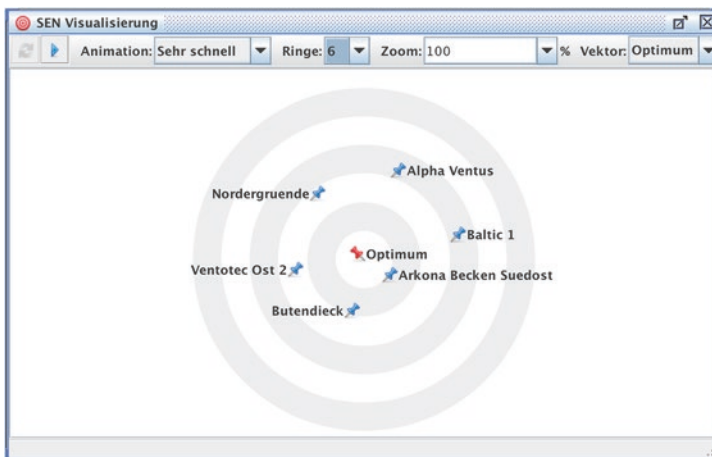 SEN Visualisierung
Animation: Sehr schnell Ringe: 6 Zoom: 100 % Vektor: Optimum
Alpha Ventus
Nordergruende
Baltic 1
Optimum
Ventotec Ost 2
Arkona Becken Suedost
Butendieck